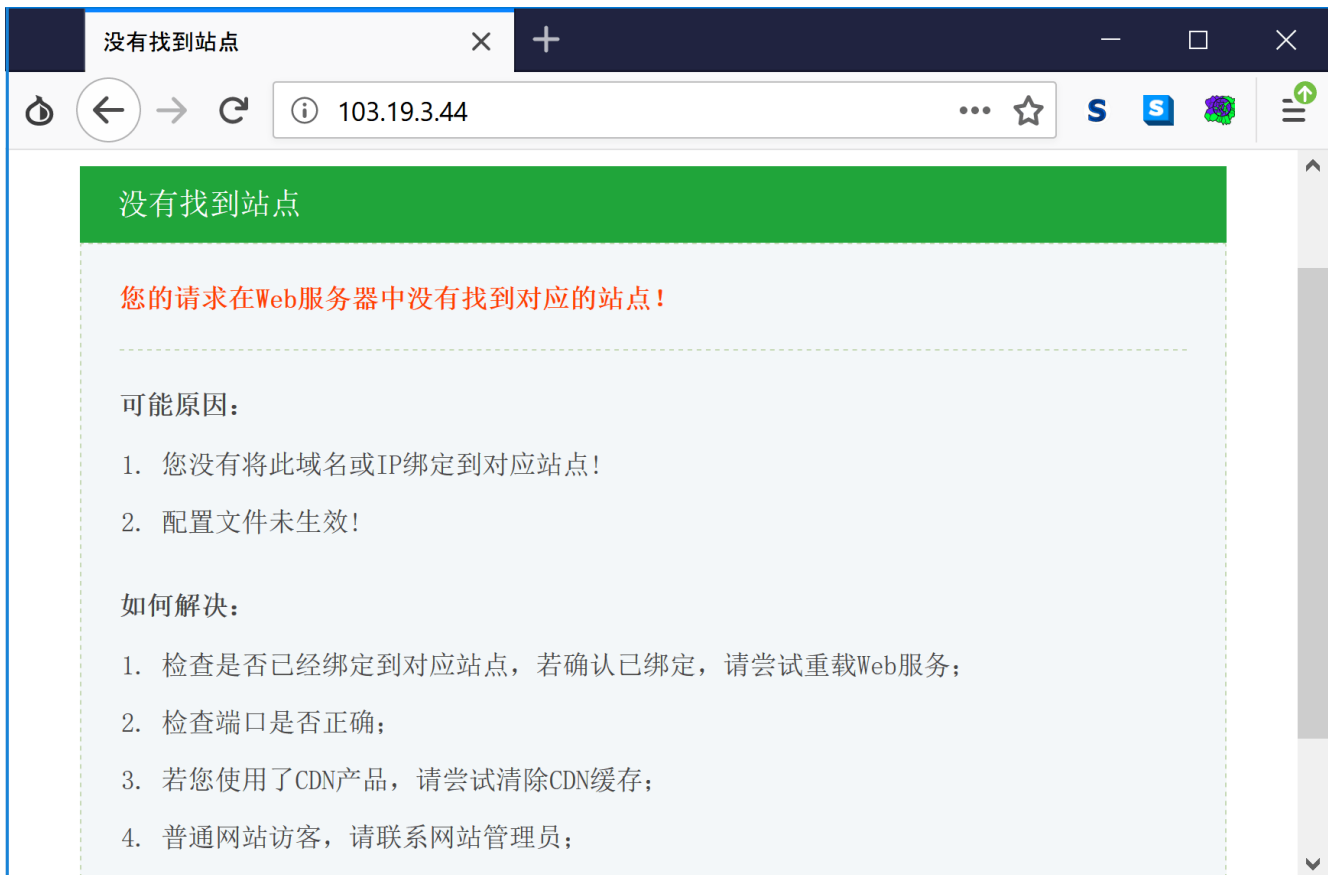 没有找到站点
103.19.3.44
S
S
没有找到站点
您的请求在Web服务器中没有找到对应的站点！
可能原因：
1. 您没有将此域名或IP绑定到对应站点!
2. 配置文件未生效!
如何解决：
1. 检查是否已经绑定到对应站点，若确认已绑定，请尝试重载Web服务；
2. 检查端口是否正确；
3. 若您使用了CDN产品，请尝试清除CDN缓存；
4. 普通网站访客，请联系网站管理员；